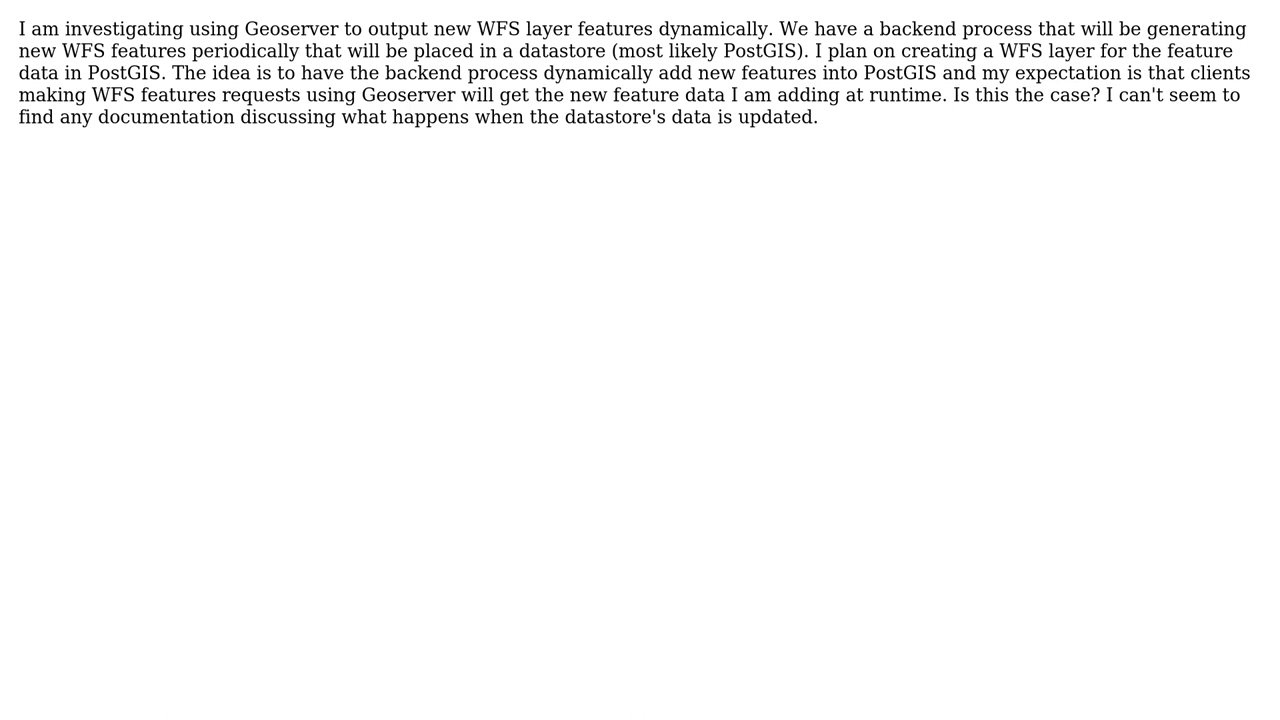 I am investigating using Geoserver to output new WFS layer features dynamically. We have a backend process that will be generating
new WFS features periodically that will be placed in a datastore (most likely PostGIS). I plan on creating a WFS layer for the feature
data in PostGIS. The idea is to have the backend process dynamically add new features into PostGIS and my expectation is that clients
making WFS features requests using Geoserver will get the new feature data I am adding at runtime. Is this the case? I can't seem to
find any documentation discussing what happens when the datastore's data is updated.